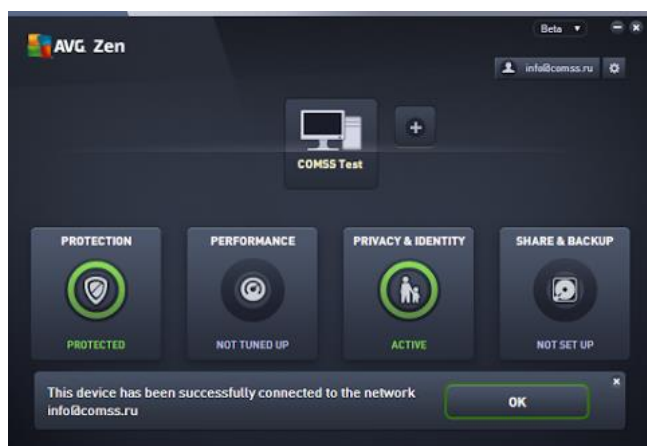 Beta
AVG Zen
info@comss.ru
COMSS Test
PROTECTION
PERFORMANCE
PRIVACY & IDENTITY
SHARE & BACKUP
PROTECTED
NOT TUNED UP
ACTIVE
NOT SET UP
This device has been successfully connected to the network
info@comss.ru
OK